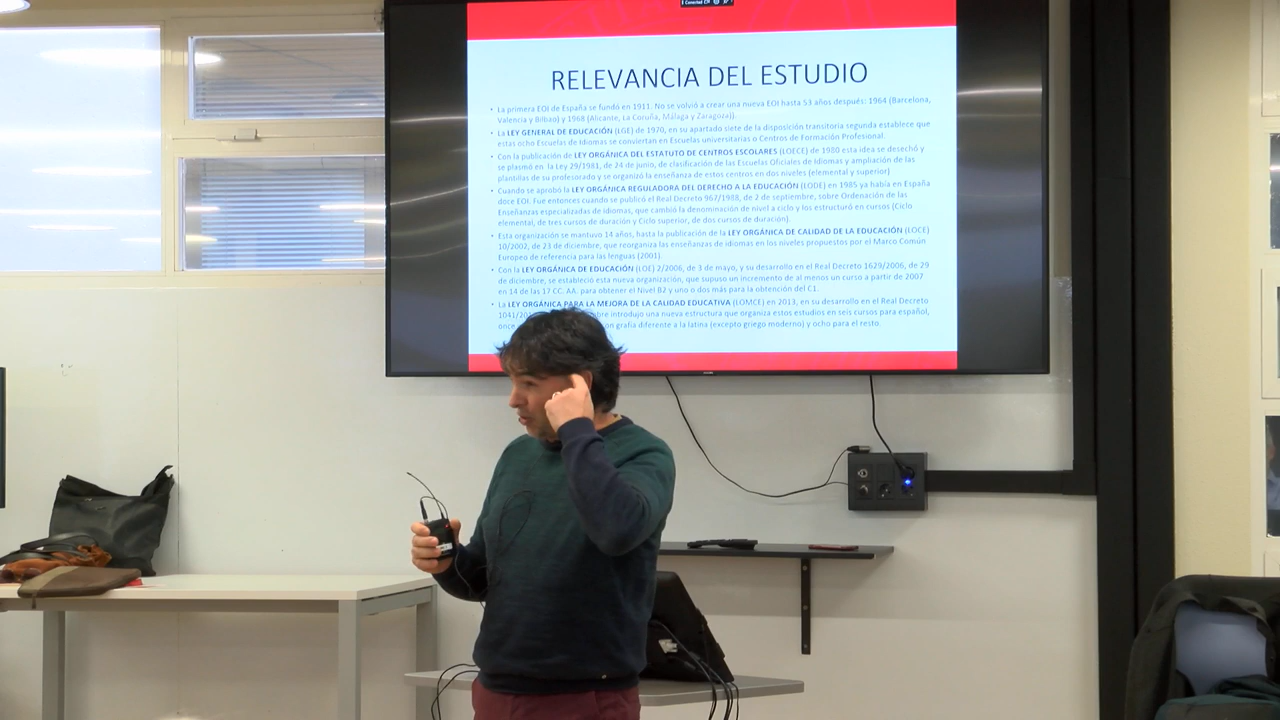 RELEVANCIA DEL ESTUDIO
• La primera EOI de España se fundó en 1911. No se volvió a crear una nueva EOI hasta 53 años después: 1964 (Barcelona,
Valencia y Bilbao) y 1968 (Alicante, La Coruña, Málaga y Zaragoza)).
• La LEY GENERAL DE EDUCACIÓN (LGE) de 1970, en su apartado siete de la disposición transitoria segunda establece que
estas ocho Escuelas de Idiomas se conviertan en Escuelas universitarias o Centros de Formación Profesional.
• Con la publicación de LEY ORGÁNICA DEL ESTATUTO DE CENTROS ESCOLARES (LOECE) de 1980 esta idea se desechó y
se plasmó en la Ley 29/1981, de 24 de junio, de clasificación de las Escuelas Oficiales de Idiomas y ampliación de las
plantillas de su profesorado y se organizó la enseñanza de estos centros en dos niveles (elemental y superior)
• Cuando se aprobó la LEY ORGÁNICA REGULADORA DEL DERECHO A LA EDUCACIÓN (LODE) en 1985 ya había en España
doce EOI. Fue entonces cuando se publicó el Real Decreto 967/1988, de 2 de septiembre, sobre Ordenación de las
Enseñanzas especializadas de idiomas, que cambió la denominación de nivel a ciclo y los estructuró en cursos (Ciclo
elemental, de tres cursos de duración y Ciclo superior, de dos cursos de duración).
• Esta organización se mantuvo 14 años, hasta la publicación de la LEY ORGÁNICA DE CALIDAD DE LA EDUCACIÓN (LOCE)
10/2002, de 23 de diciembre, que reorganiza las enseñanzas de idiomas en los niveles propuestos por el Marco Común
Europeo de referencia para las lenguas (2001).
• Con la LEY ORGÁNICA DE EDUCACIÓN (LOE) 2/2006, de 3 de mayo, y su desarrollo en el Real Decreto 1629/2006, de 29
de diciembre, se estableció esta nueva organización, que supuso un incremento de al menos un curso a partir de 2007
en 14 de las 17 CC. AA. para obtener el Nivel B2 y uno o dos más para la obtención del C1.
• La LEY ORGÁNICA PARA LA MEJORA DE LA CALIDAD EDUCATIVA (LOMCE) en 2013, en su desarrollo en el Real Decreto
1041/201 introdujo una nueva estructura que organiza estos estudios en seis cursos para español,
once grafía diferente a la latina (excepto griego moderno) y ocho para el resto.